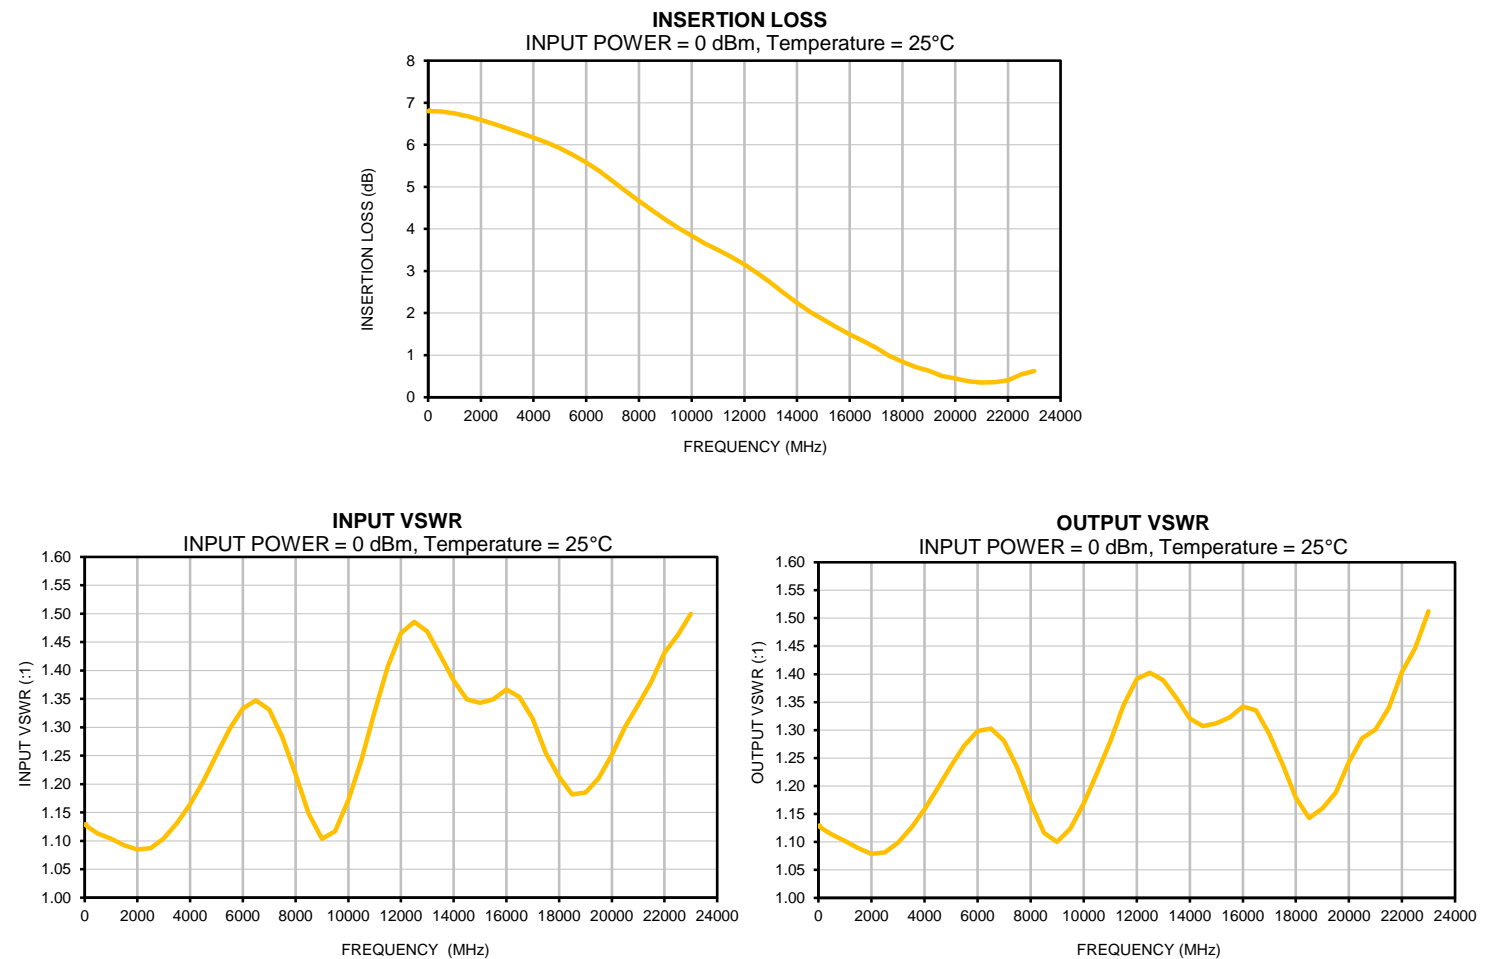 INSERTION LOSS
INPUT POWER = 0 dBm, Temperature = 25°C
8
7
6
5
4
3
2
1
0
INSERTION LOSS (dB)
0 2000 4000 6000 8000 10000 12000 14000 16000 18000 20000 22000 24000
FREQUENCY (MHz)
INPUT VSWR
INPUT POWER = 0 dBm, Temperature = 25°C
1.60
1.55
1.50
1.45
1.40
1.35
1.30
1.25
1.20
1.15
1.10
1.05
1.00
INPUT VSWR (:1)
0 2000 4000 6000 8000 10000 12000 14000 16000 18000 20000 22000 24000
FREQUENCY (MHz)
OUTPUT VSWR
INPUT POWER = 0 dBm, Temperature = 25°C
1.60
1.55
1.50
1.45
1.40
1.35
1.30
1.25
1.20
1.15
1.10
1.05
1.00
OUTPUT VSWR (:1)
0 2000 4000 6000 8000 10000 12000 14000 16000 18000 20000 22000 24000
FREQUENCY (MHz)